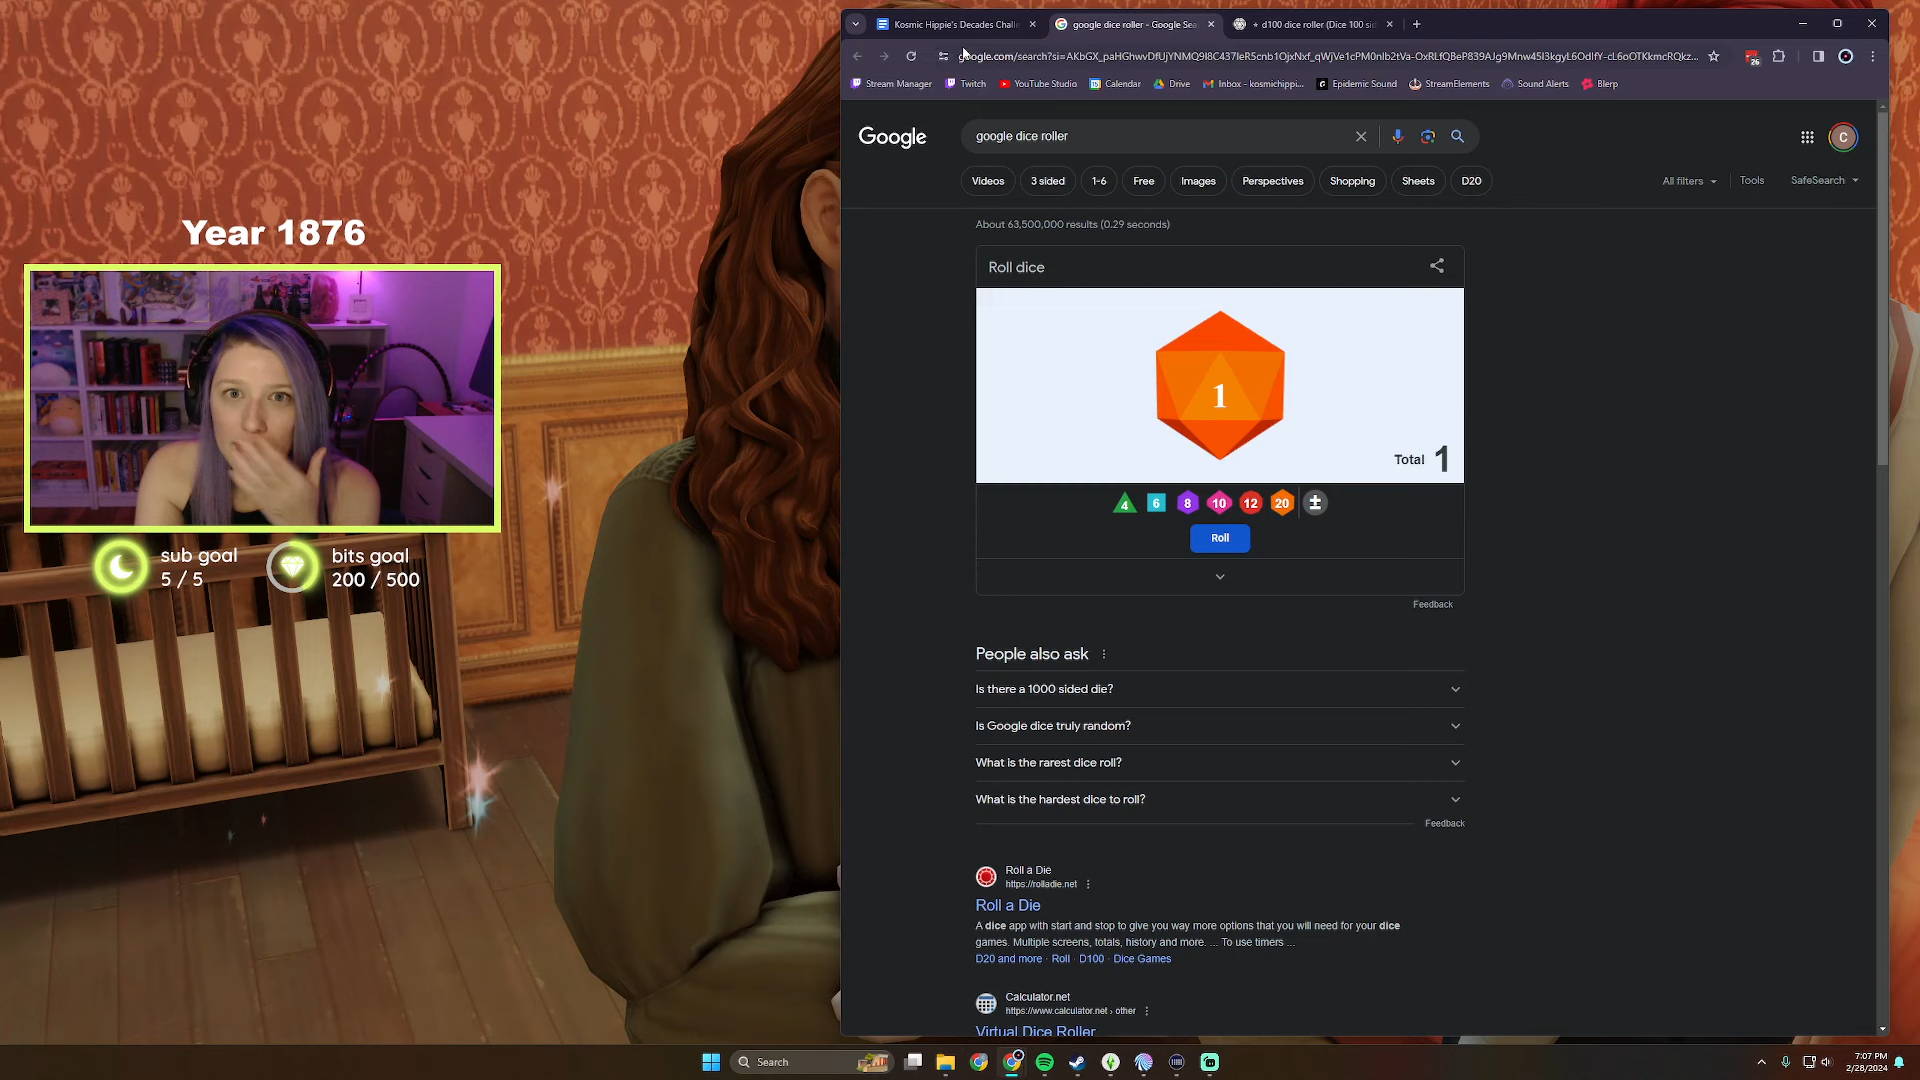 Kosmic Hippie's Decades Chall
google dice roller - Google Sea
d100 dice roller (Dice 100 sid
google.com/search?si=AKbGX_paHGhwvDfUjYNMQ9I8C437IeR5cnb1OjxNxf_qWjVe1cPM0nIb2tVa-OxRLfQBeP839AJg9Mnw45I3kgyL6OdIfY-cL6oOTKkmcRQkz...
26
Stream Manager
Twitch
YouTube Studio
Calendar
Drive
Inbox - kosmichippi...
Epidemic Sound
StreamElements
Sound Alerts
Blerp
Google
google dice roller
C
Videos
3 sided
1-6
Free
Images
Perspectives
Shopping
Sheets
D20
All filters
Tools
SafeSearch
About 63,500,000 results (0.29 seconds)
Year 1876
Roll dice
1
Total 1
4
6
8
10
12
20
Roll
sub goal
5 / 5
bits goal
200 / 500
Feedback
People also ask
Is there a 1000 sided die?
Is Google dice truly random?
What is the rarest dice roll?
What is the hardest dice to roll?
Feedback
Roll a Die
https://rolladie.net
Roll a Die
A dice app with start and stop to give you way more options that you will need for your dice
games. Multiple screens, totals, history and more. ... To use timers ...
D20 and more · Roll · D100 · Dice Games
Calculator.net
https://www.calculator.net › other
Virtual Dice Roller
Search
7:07 PM
2/28/2024